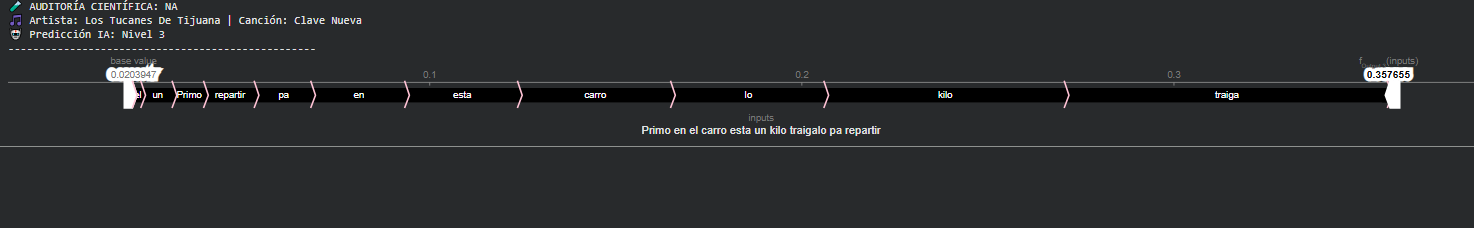 AUDITORÍA CIENTÍFICA: NA
Artista: Los Tucanes De Tijuana | Canción: Clave Nueva
Predicción IA: Nivel 3
--------------------------------------------------
base value (inputs)
0.0203947 0.1 0.2 0.3 0.357655
el un Primo repartir pa en esta carro lo kilo traiga
inputs
Primo en el carro esta un kilo traigalo pa repartir